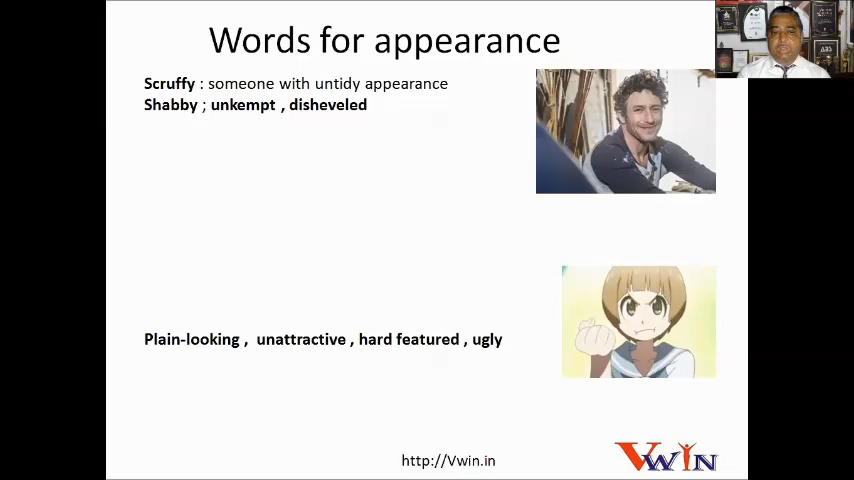 Words for appearance
Scruffy : someone with untidy appearance
Shabby ; unkempt , disheveled
Plain-looking , unattractive , hard featured , ugly
http://Vwin.in
VWIN